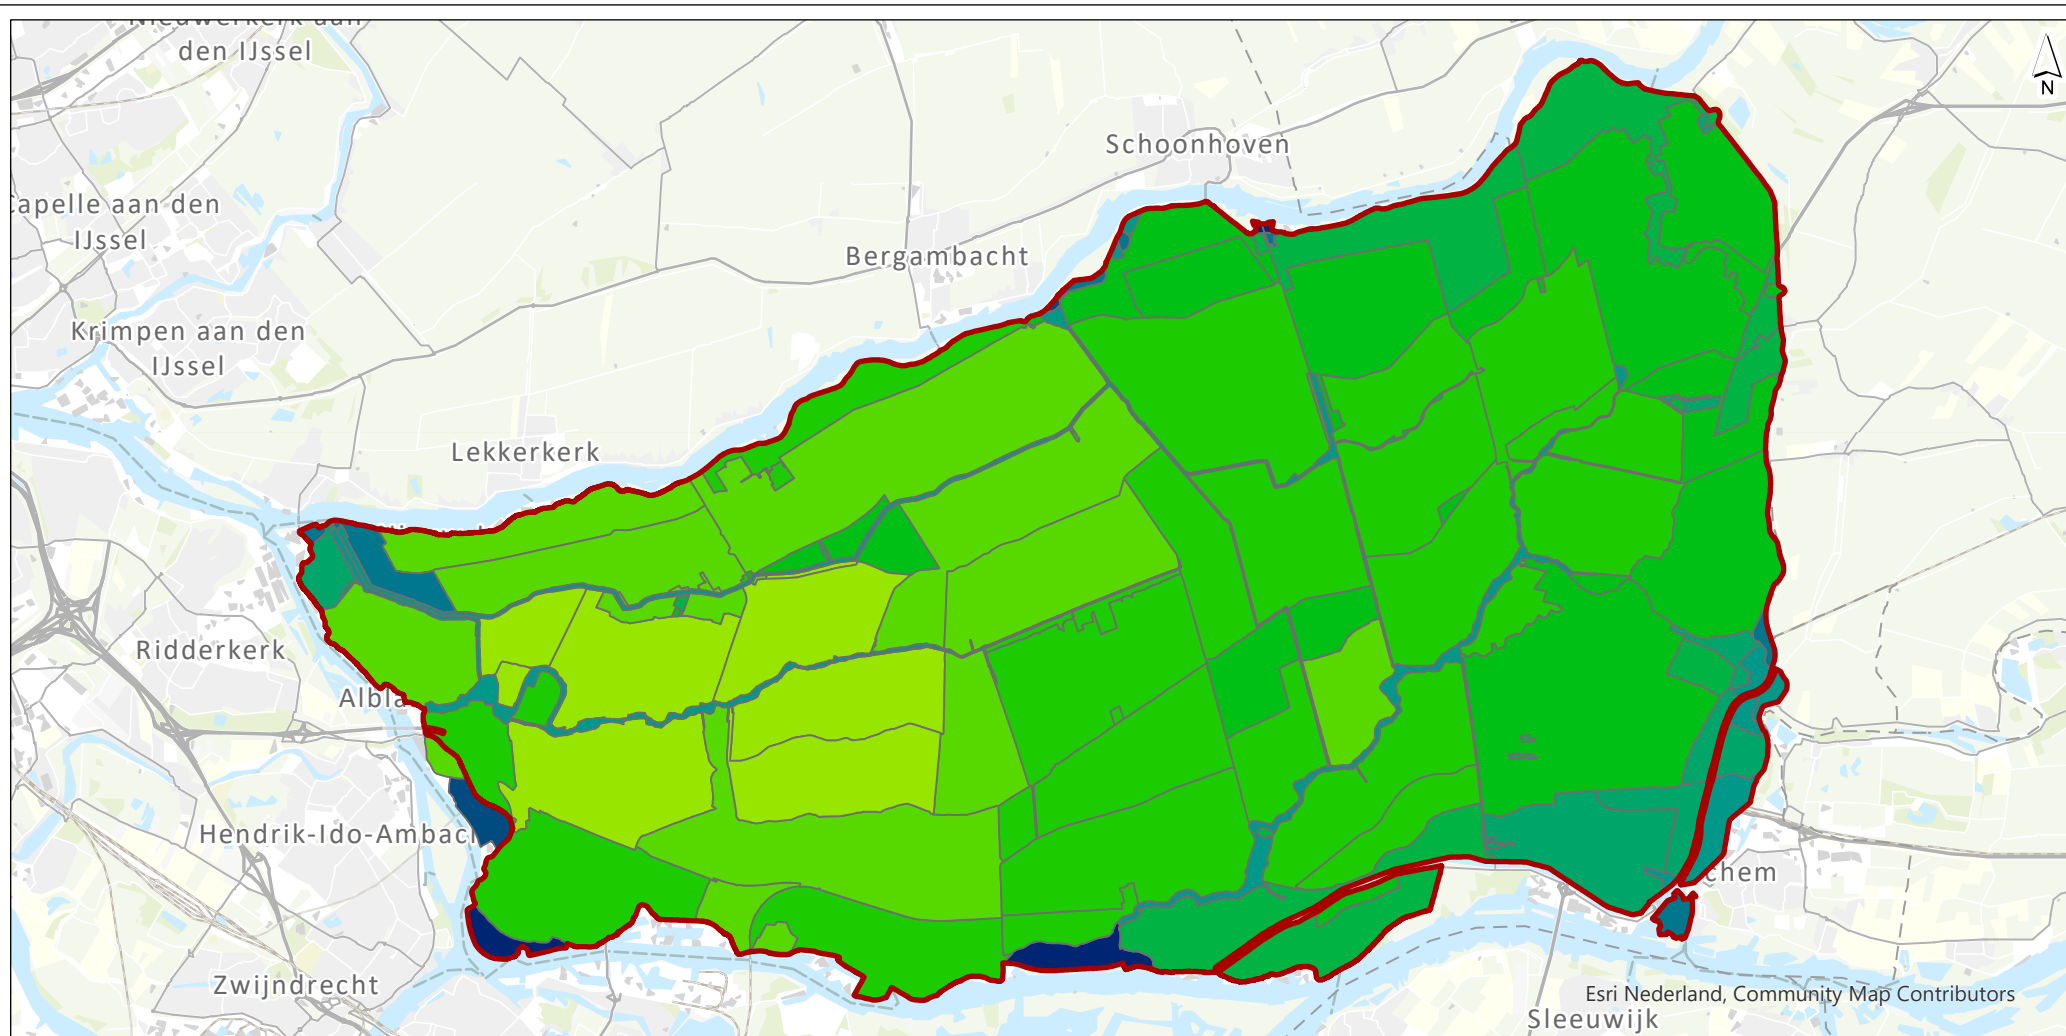 den IJssel
Schoonhoven
N
Capelle aan den
IJssel
Bergambacht
Krimpen aan den
IJssel
Lekkerkerk
Ridderkerk
Albla
Hendrik-Ido-Ambach
chem
Zwijndrecht
Esri Nederland, Community Map Contributors
Sleeuwijk